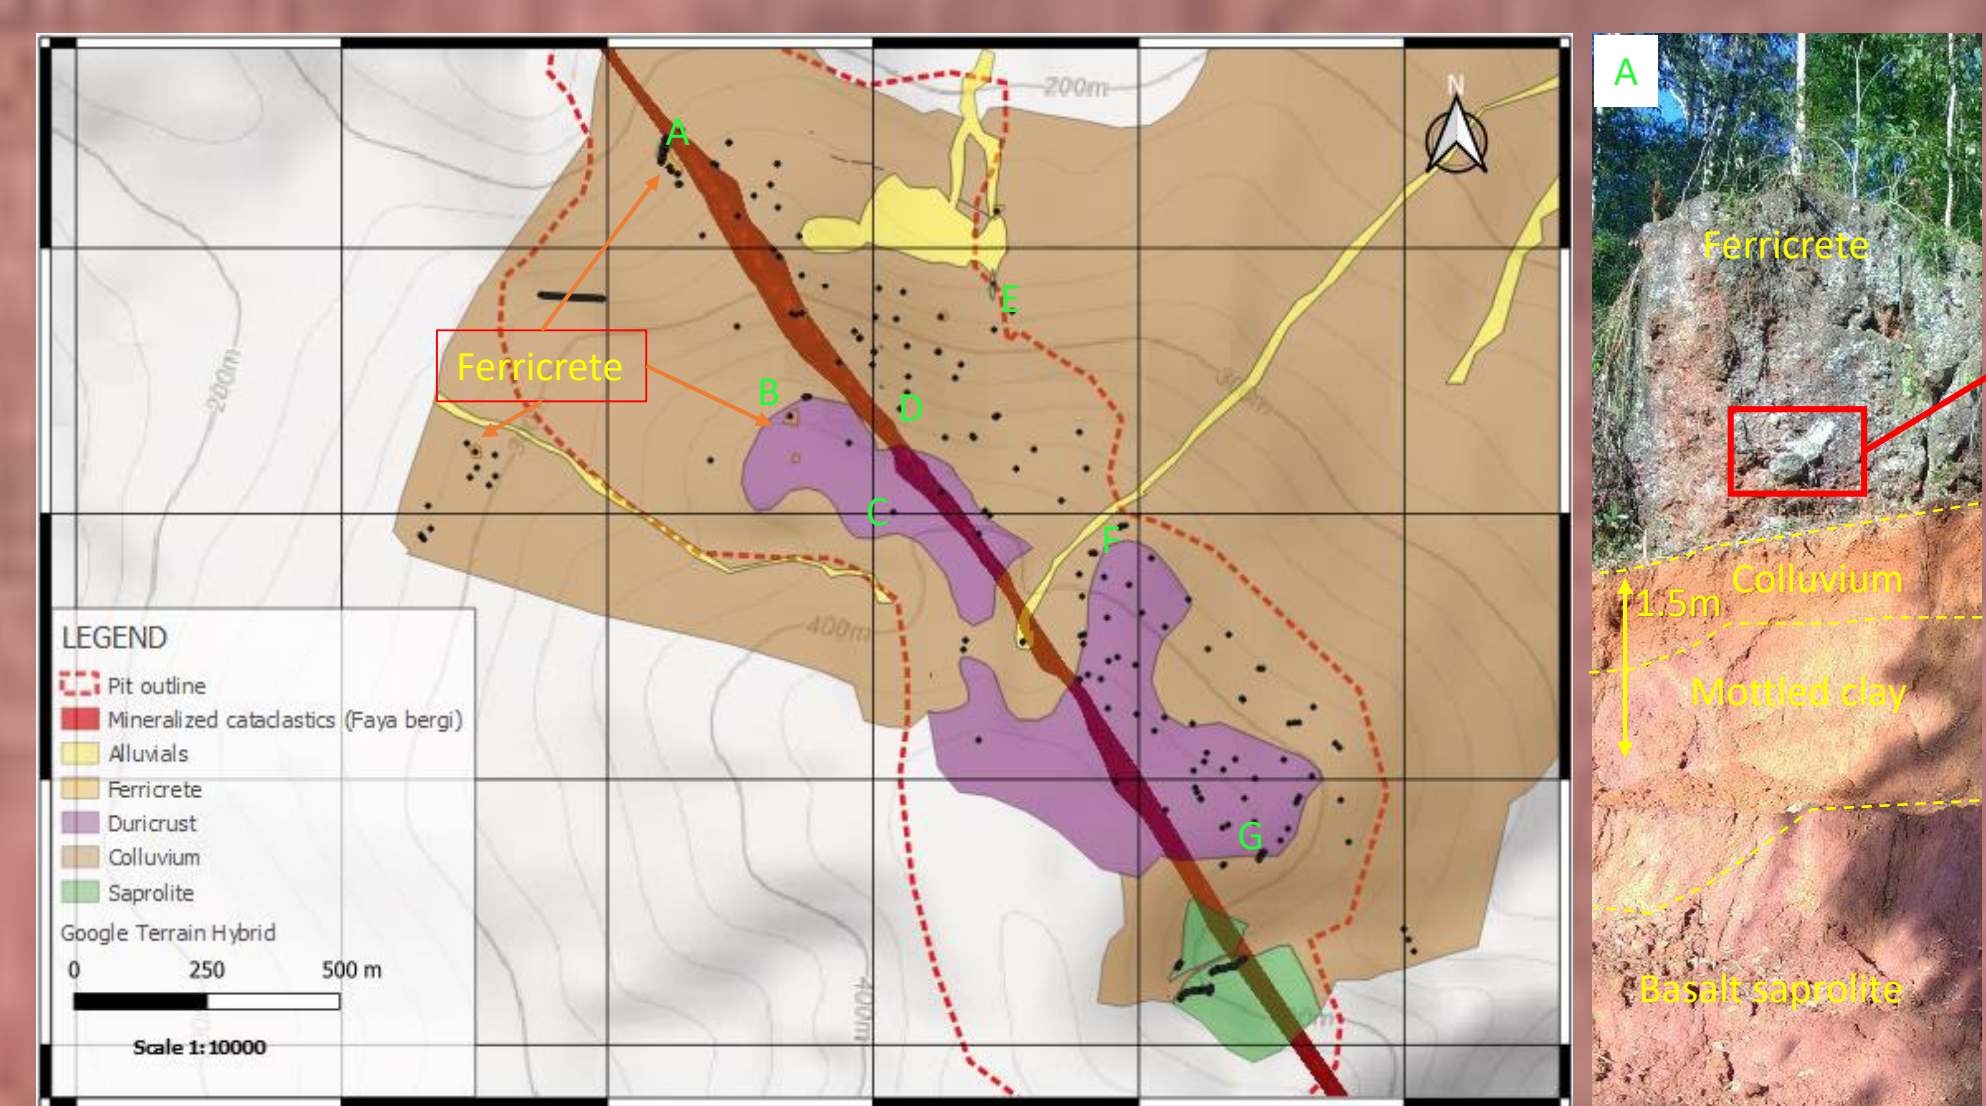 200m
N
A
A
Ferricrete
E
200m
300m
Ferricrete
B
D
C
F
Colluvium
1.5m
400m
Mottled clay
LEGEND
Pit outline
Mineralized cataclastics (Faya bergi)
Alluvials
Ferricrete
Duricrust
Colluvium
Saprolite
G
Google Terrain Hybrid
0 250 500 m
Scale 1:10000
400m
Basalt saprolite